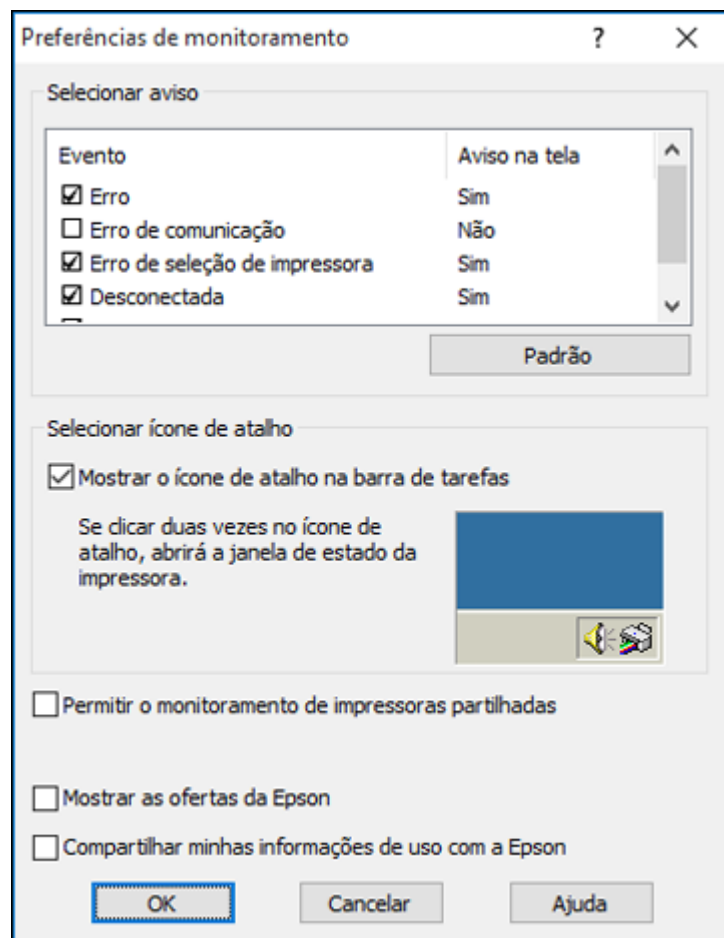 Preferências de monitoramento ? ×
Selecionar aviso
Evento Aviso na tela
Erro Sim
Erro de comunicação Não
Erro de seleção de impressora Sim
Desconectada Sim
Padrão
Selecionar ícone de atalho
Mostrar o ícone de atalho na barra de tarefas
Se clicar duas vezes no ícone de
atalho, abrirá a janela de estado da
impressora.
Permitir o monitoramento de impressoras partilhadas
Mostrar as ofertas da Epson
Compartilhar minhas informações de uso com a Epson
OK Cancelar Ajuda